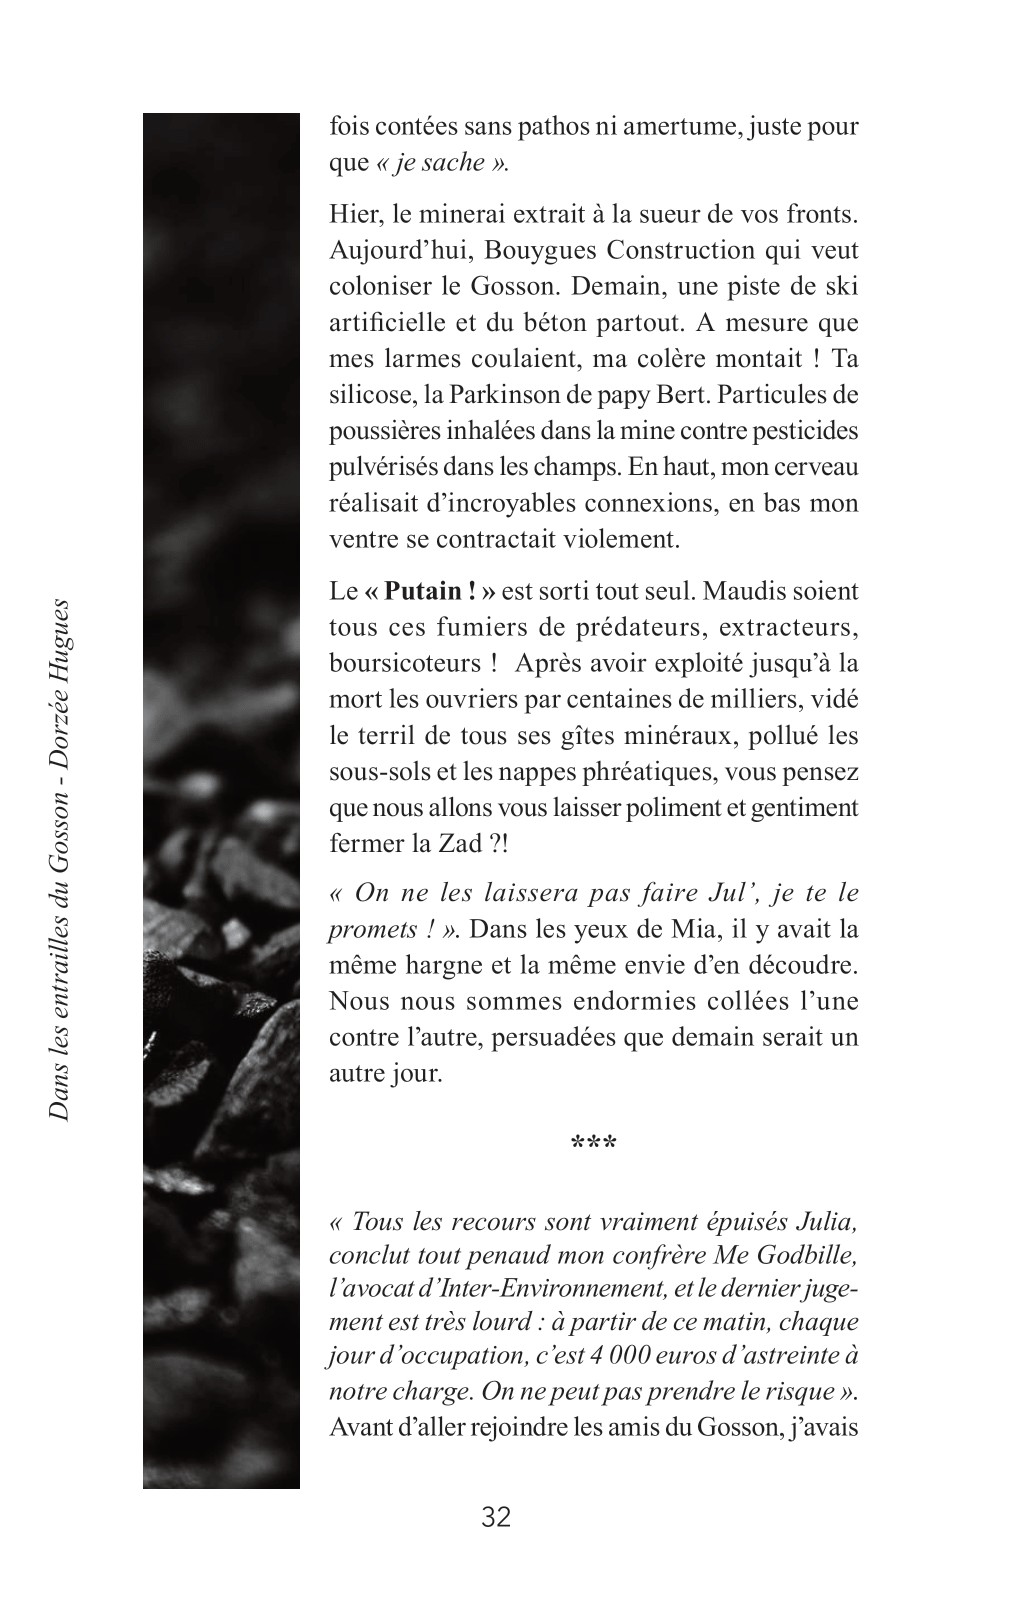 fois contées sans pathos ni amertume, juste pour
que « je sache ».
Hier, le minerai extrait à la sueur de vos fronts.
Aujourd’hui, Bouygues Construction qui veut
coloniser le Gosson. Demain, une piste de ski
artificielle et du béton partout. A mesure que
mes larmes coulaient, ma colère montait ! Ta
silicose, la Parkinson de papy Bert. Particules de
poussières inhalées dans la mine contre pesticides
pulvérisés dans les champs. En haut, mon cerveau
réalisait d’incroyables connexions, en bas mon
ventre se contractait violement.
Le « Putain ! » est sorti tout seul. Maudis soient
tous ces fumiers de prédateurs, extracteurs,
boursicoteurs ! Après avoir exploité jusqu’à la
mort les ouvriers par centaines de milliers, vidé
le terril de tous ses gîtes minéraux, pollué les
sous-sols et les nappes phréatiques, vous pensez
que nous allons vous laisser poliment et gentiment
fermer la Zad ?!
« On ne les laissera pas faire Jul’, je te le
promets ! ». Dans les yeux de Mia, il y avait la
même hargne et la même envie d’en découdre.
Nous nous sommes endormies collées l’une
contre l’autre, persuadées que demain serait un
autre jour.
***
« Tous les recours sont vraiment épuisés Julia,
conclut tout penaud mon confrère Me Godbille,
l’avocat d’Inter-Environnement, et le dernier juge-
ment est très lourd : à partir de ce matin, chaque
jour d’occupation, c’est 4 000 euros d’astreinte à
notre charge. On ne peut pas prendre le risque ».
Avant d’aller rejoindre les amis du Gosson, j’avais
32
Dans les entrailles du Gosson - Dorzée Hugues